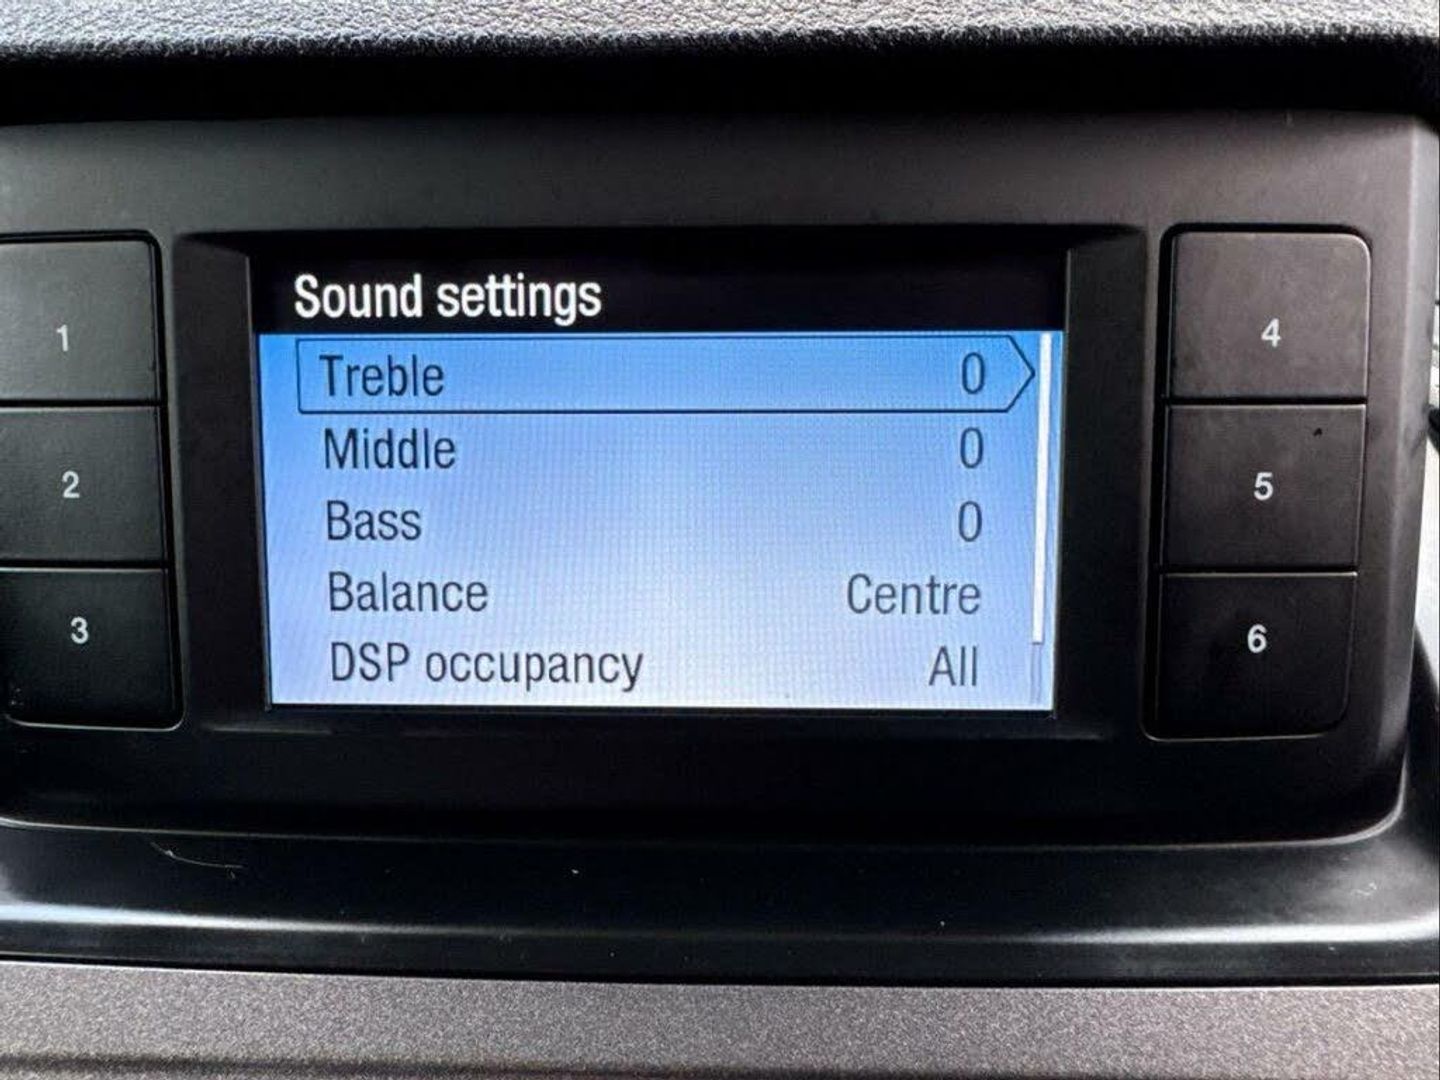 Sound settings
Treble 0
Middle 0
Bass 0
Balance Centre
DSP occupancy All
1
2
3
4
5
6